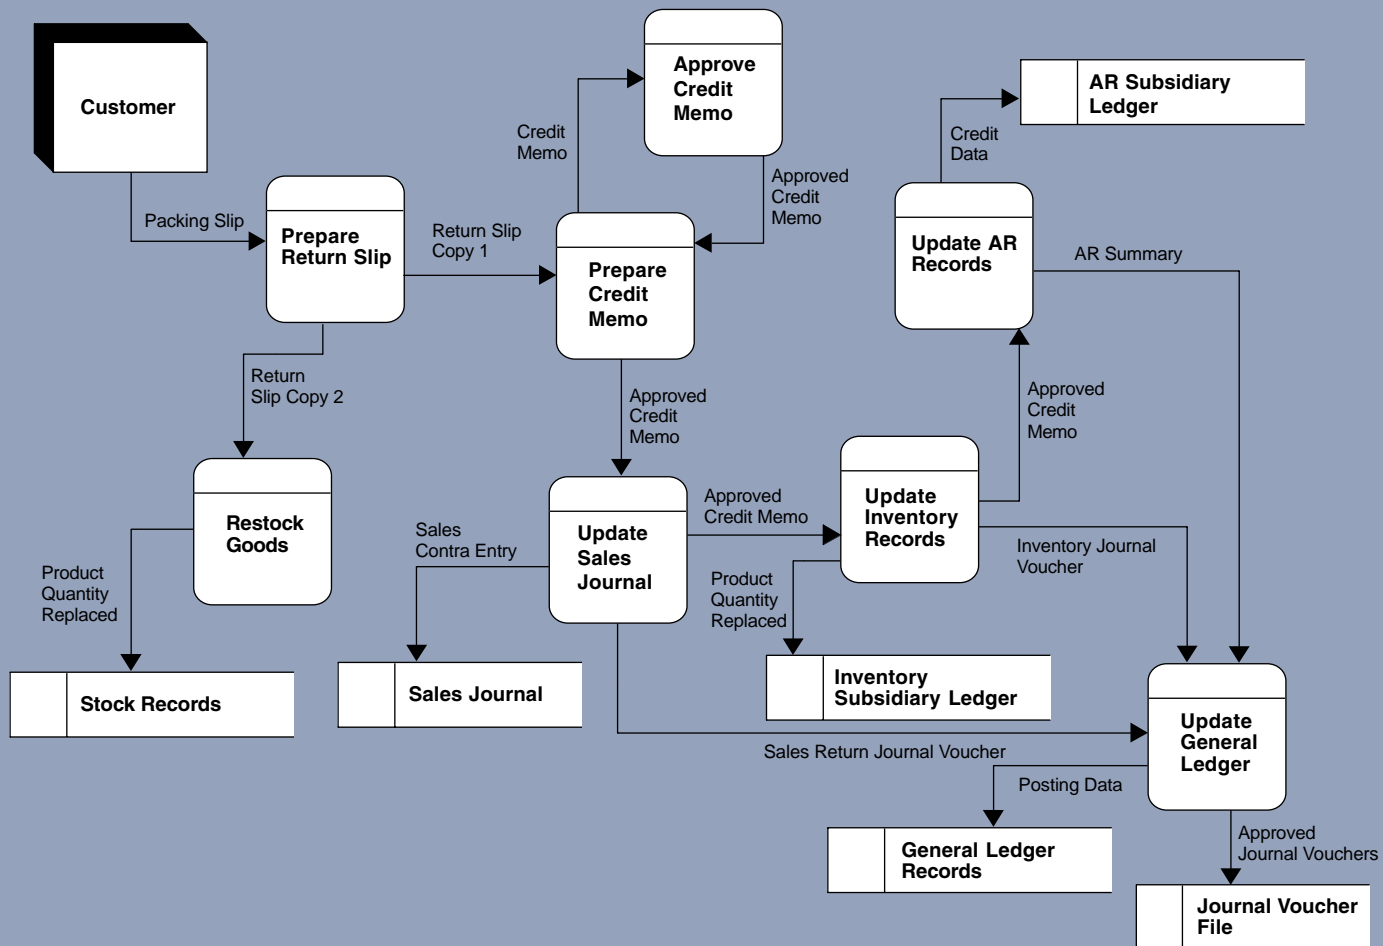 Customer
Packing Slip
Prepare
Return Slip
Return Slip
Copy 1
Credit
Memo
Approve
Credit
Memo
Approved
Credit
Memo
Prepare
Credit
Memo
AR Subsidiary
Ledger
Credit
Data
Update AR
Records
AR Summary
Return
Slip Copy 2
Approved
Credit
Memo
Approved
Credit
Memo
Restock
Goods
Product
Quantity
Replaced
Stock Records
Sales
Contra Entry
Update
Sales
Journal
Sales Journal
Approved
Credit Memo
Update
Inventory
Records
Product
Quantity
Replaced
Inventory Journal
Voucher
Inventory
Subsidiary Ledger
Sales Return Journal Voucher
Update
General
Ledger
Posting Data
General Ledger
Records
Approved
Journal Vouchers
Journal Voucher
File